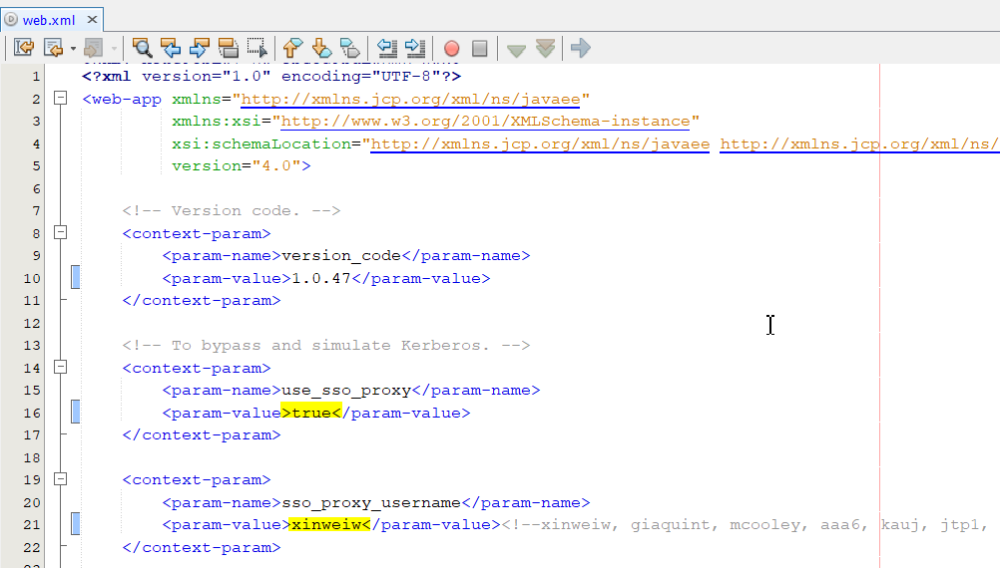 web.xml
1 <?xml version="1.0" encoding="UTF-8"?>
2 <web-app xmlns="http://xmlns.jcp.org/xml/ns/javaee"
3 xmlns:xsi="http://www.w3.org/2001/XMLSchema-instance"
4 xsi:schemaLocation="http://xmlns.jcp.org/xml/ns/javaee http://xmlns.jcp.org/xml/ns/
5 version="4.0">
6
7 <!-- Version code. -->
8 <context-param>
9 <param-name>version_code</param-name>
10 <param-value>1.0.47</param-value>
11 </context-param>
12
13 <!-- To bypass and simulate Kerberos. -->
14 <context-param>
15 <param-name>use_sso_proxy</param-name>
16 <param-value>true</param-value>
17 </context-param>
18
19 <context-param>
20 <param-name>sso_proxy_username</param-name>
21 <param-value>xinweiw</param-value><!--xinweiw, giaquint, mcooley, aaa6, kauj, jtp1,
22 </context-param>